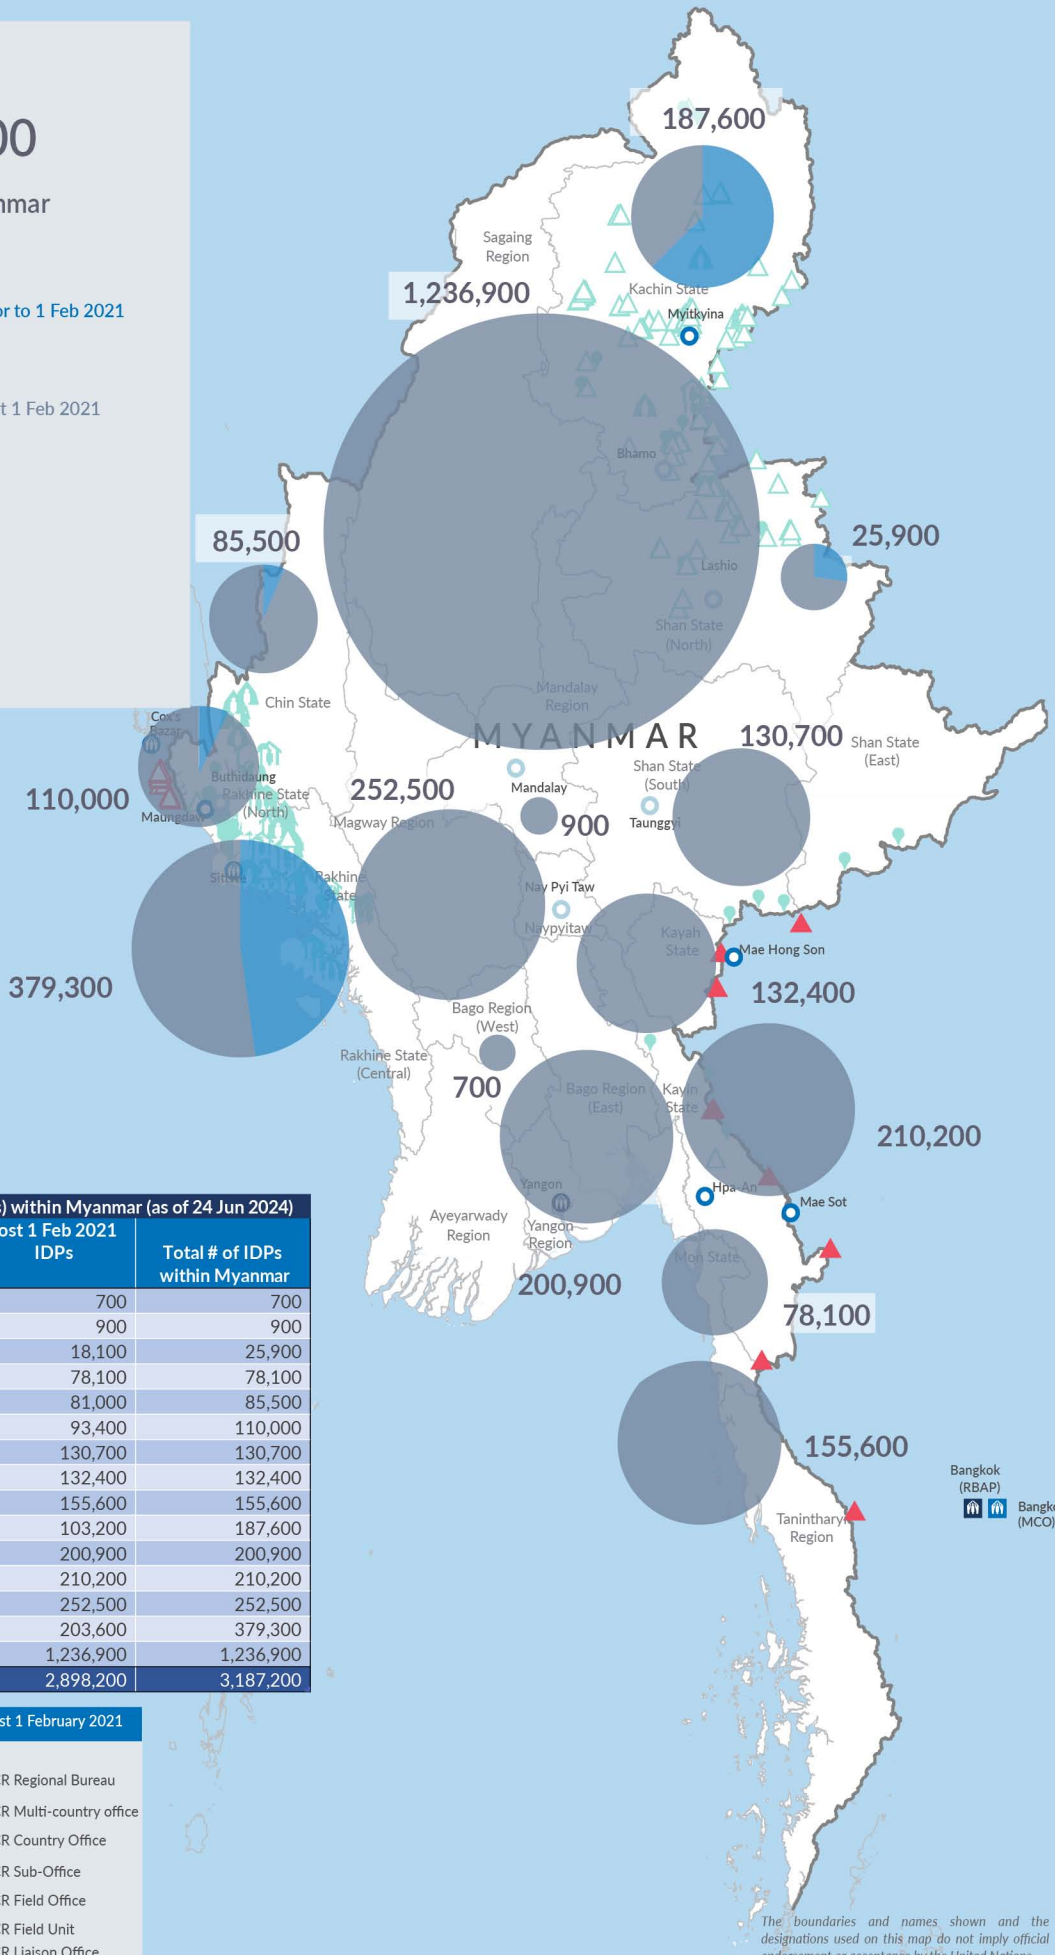 00
nmar
or to 1 Feb 2021
t 1 Feb 2021
187,600
Sagaing
Region
1,236,900
Kachin State
Myitkyina
Bhamo
85,500
25,900
Lashio
Shan State
(North)
Mandalay
Region
Chin State
Cox's
Bazar
MYANMAR
130,700
Shan State
(East)
Shan State
(South)
Buthidaung
110,000
Rakhine State
(North)
252,500
Mandalay
Maungdaw
Magway Region
900
Taunggyi
Sittwe
Rakhine
State
Nay Pyi Taw
Naypyitaw
Kayah
State
Mae Hong Son
379,300
132,400
Bago Region
(West)
Rakhine State
(Central)
700
Bago Region
(East)
Kayin
State
210,200
Yangon
Hpa-An
Mae Sot
Ayeyarwady
Region
Yangon
Region
Mon State
200,900
78,100
155,600
Bangkok
(RBAP)
Bangko
(MCO)
Tanintharyi
Region
s) within Myanmar (as of 24 Jun 2024)
ost 1 Feb 2021
IDPs
Total # of IDPs
within Myanmar
700 700
900 900
18,100 25,900
78,100 78,100
81,000 85,500
93,400 110,000
130,700 130,700
132,400 132,400
155,600 155,600
103,200 187,600
200,900 200,900
210,200 210,200
252,500 252,500
203,600 379,300
1,236,900 1,236,900
2,898,200 3,187,200
st 1 February 2021
R Regional Bureau
R Multi-country office
R Country Office
R Sub-Office
R Field Office
R Field Unit
R Liaison Office
The boundaries and names shown and the
designations used on this map do not imply official
endorsement or acceptance by the United Nations